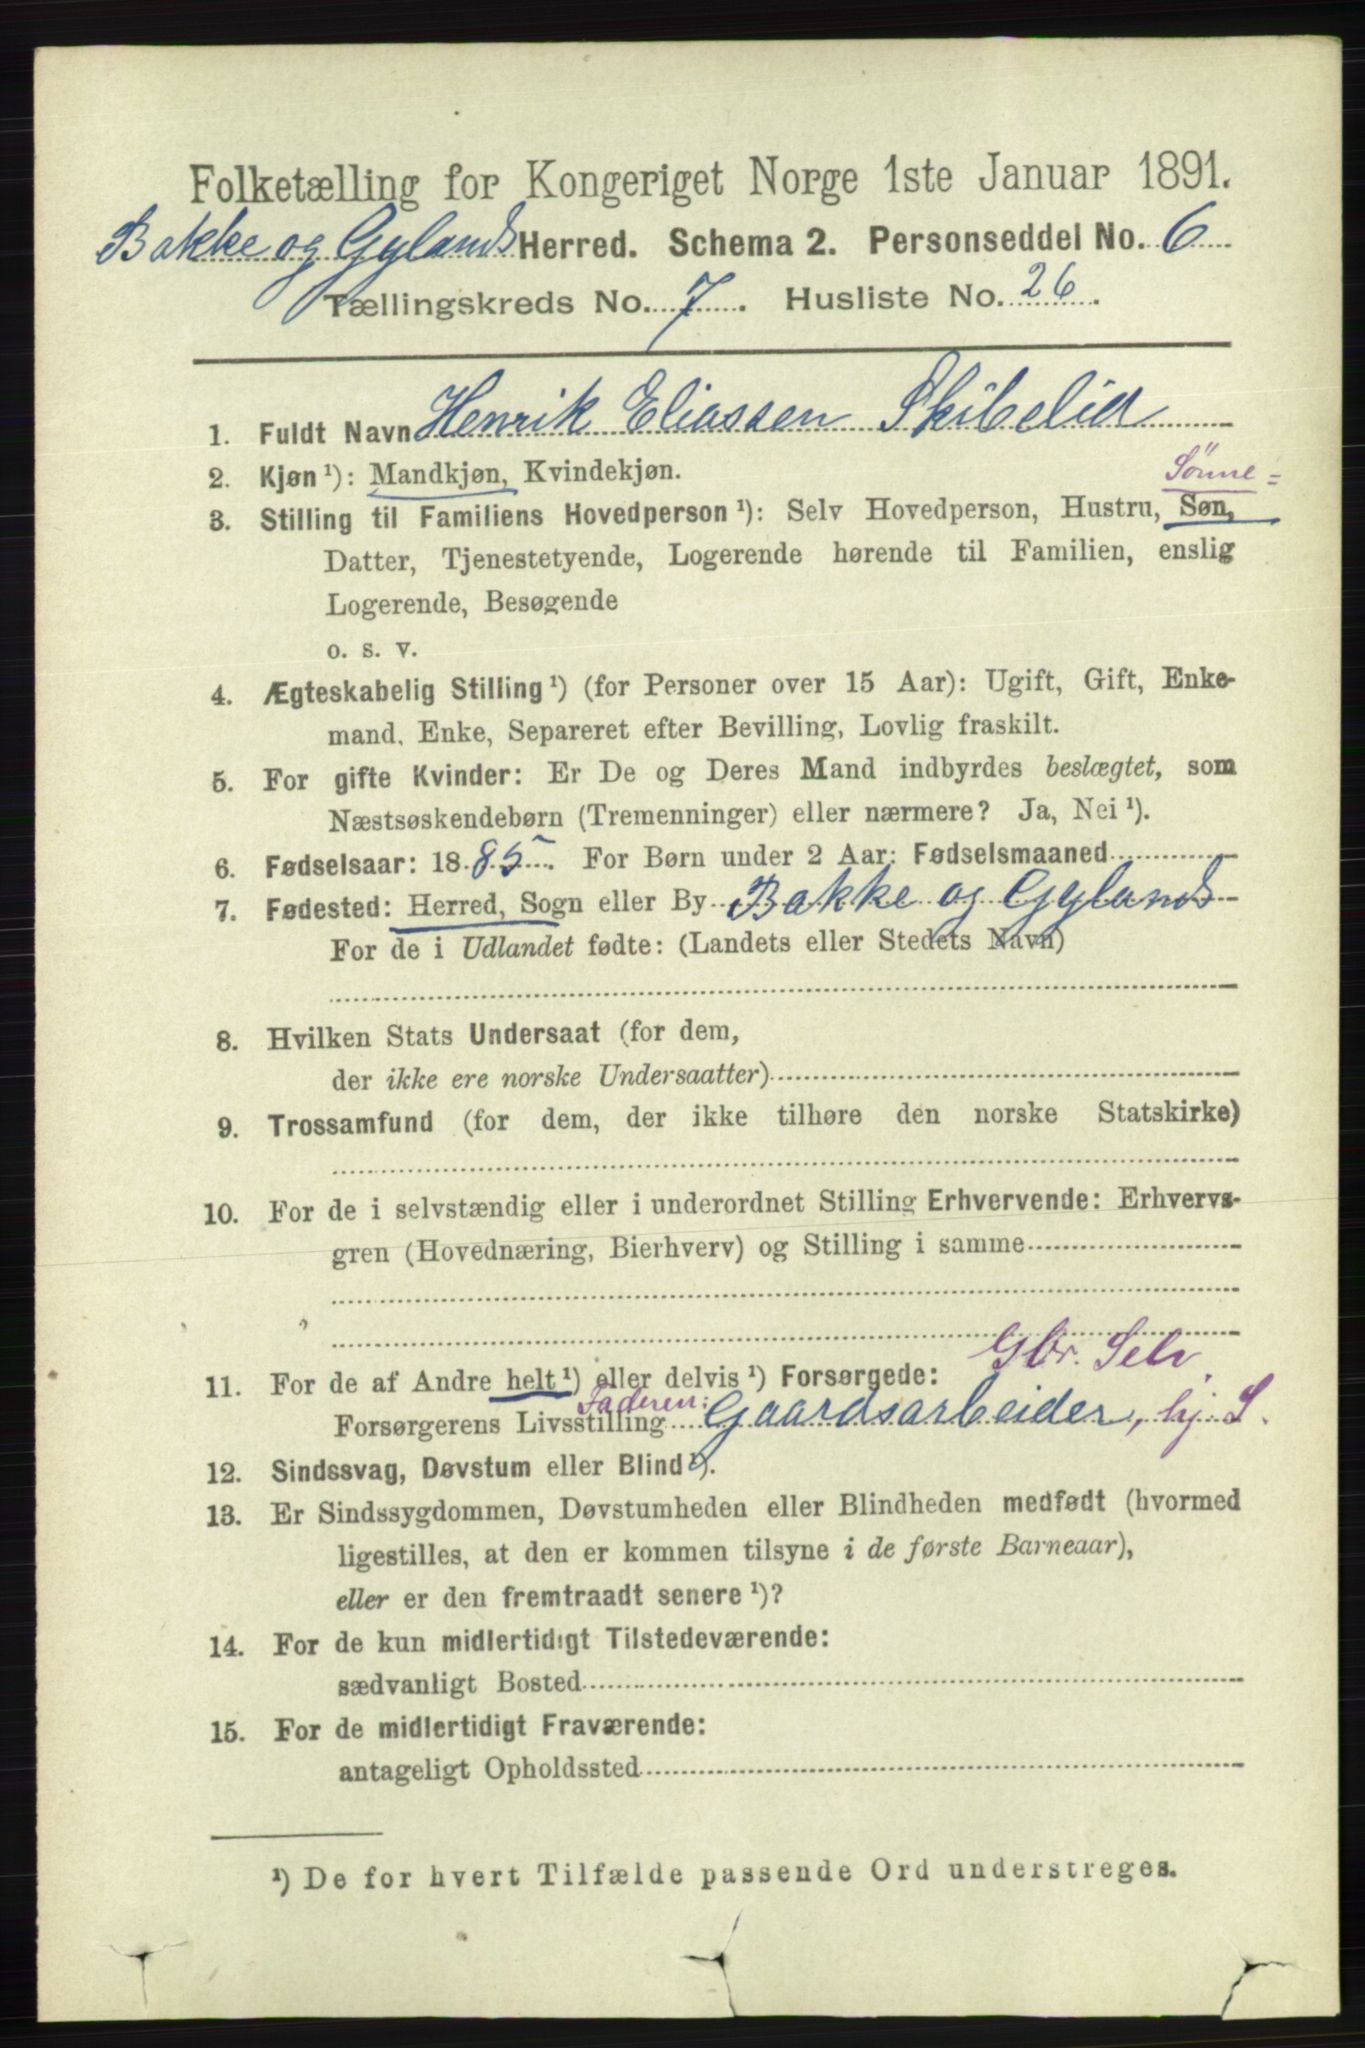 Folketælling for Kongeriget Norge 1ste Januar 1891.
Bakke og Gylands Herred. Schema 2. Personseddel No. 6
Tællingskreds No. 7. Husliste No. 26.
1. Fuldt Navn Henrik Eliassen Skibelid
2. Kjøn ¹): Mandkjøn, Kvindekjøn.
Sönne=
3. Stilling til Familiens Hovedperson ¹): Selv Hovedperson, Hustru, Søn,
Datter, Tjenestetyende, Logerende hørende til Familien, enslig
Logerende, Besøgende
o. s. v.
4. Ægteskabelig Stilling ¹) (for Personer over 15 Aar): Ugift, Gift, Enke-
mand, Enke, Separeret efter Bevilling, Lovlig fraskilt.
5. For gifte Kvinder: Er De og Deres Mand indbyrdes beslægtet, som
Næstsøskendebørn (Tremenninger) eller nærmere? Ja, Nei ¹).
6. Fødselsaar: 1885. For Børn under 2 Aar: Fødselsmaaned
7. Fødested: Herred, Sogn eller By Bakke og Gylands
For de i Udlandet fødte: (Landets eller Stedets Navn)
8. Hvilken Stats Undersaat (for dem,
der ikke ere norske Undersaatter)
9. Trossamfund (for dem, der ikke tilhøre den norske Statskirke)
10. For de i selvstændig eller i underordnet Stilling Erhvervende: Erhvervs-
gren (Hovednæring, Bierhverv) og Stilling i samme
Gbr. Selv
11. For de af Andre helt ¹) eller delvis ¹) Forsørgede:
Faderen:
Forsørgerens Livsstilling Gaardsarbeider, hj. S.
12. Sindssvag, Døvstum eller Blind ¹).
13. Er Sindssygdommen, Døvstumheden eller Blindheden medfødt (hvormed
ligestilles, at den er kommen tilsyne i de første Barneaar),
eller er den fremtraadt senere ¹)?
14. For de kun midlertidigt Tilstedeværende:
sædvanligt Bosted
15. For de midlertidigt Fraværende:
antageligt Opholdssted
¹) De for hvert Tilfælde passende Ord understreges.